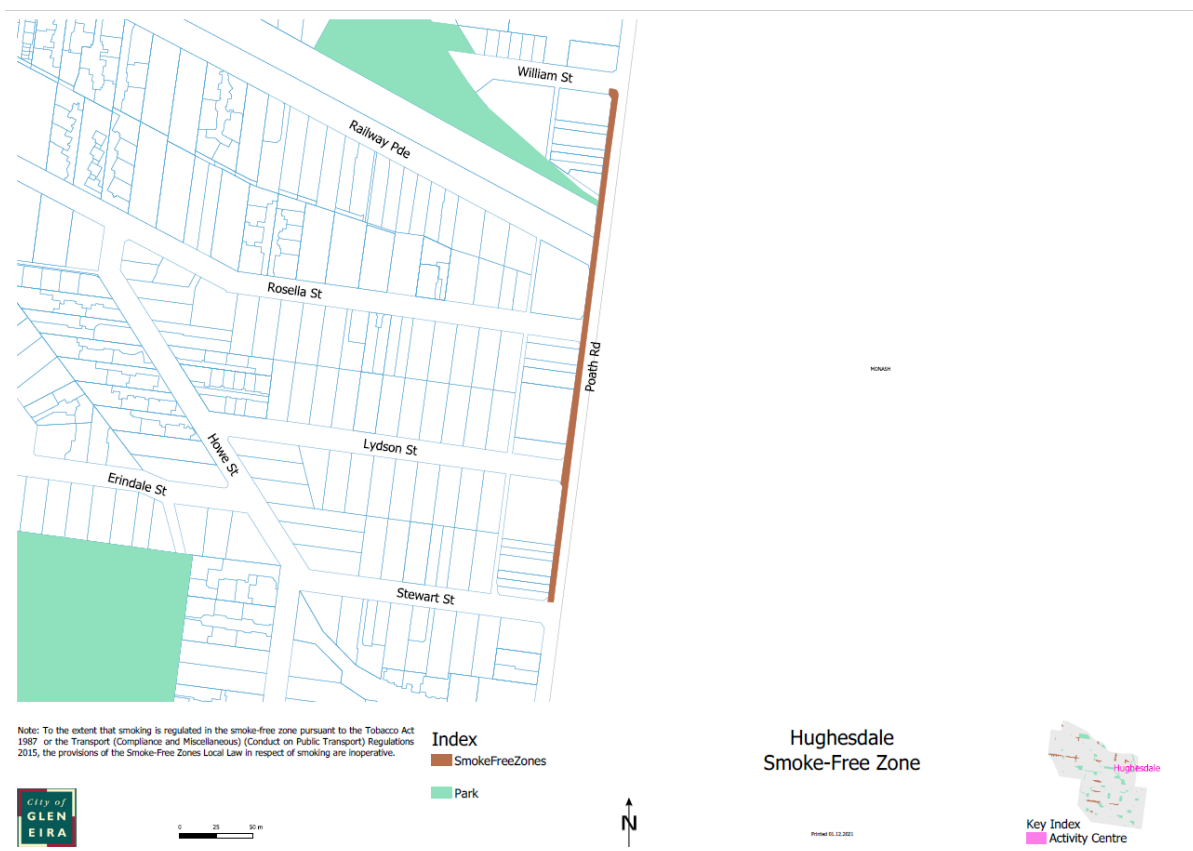 William St
Railway Pde
Rosella St
Poath Rd
MONASH
Lydson St
Howe St
Erindale St
Stewart St
Note: To the extent that smoking is regulated in the smoke-free zone pursuant to the Tobacco Act
1987 or the Transport (Compliance and Miscellaneous) (Conduct on Public Transport) Regulations
2015, the provisions of the Smoke-Free Zones Local Law in respect of smoking are inoperative.
Index
SmokeFreeZones
Park
Hughesdale
Smoke-Free Zone
Hughesdale
City of
GLEN
EIRA
0 25 50 m
N
Printed 01.12.2021
Key Index
Activity Centre